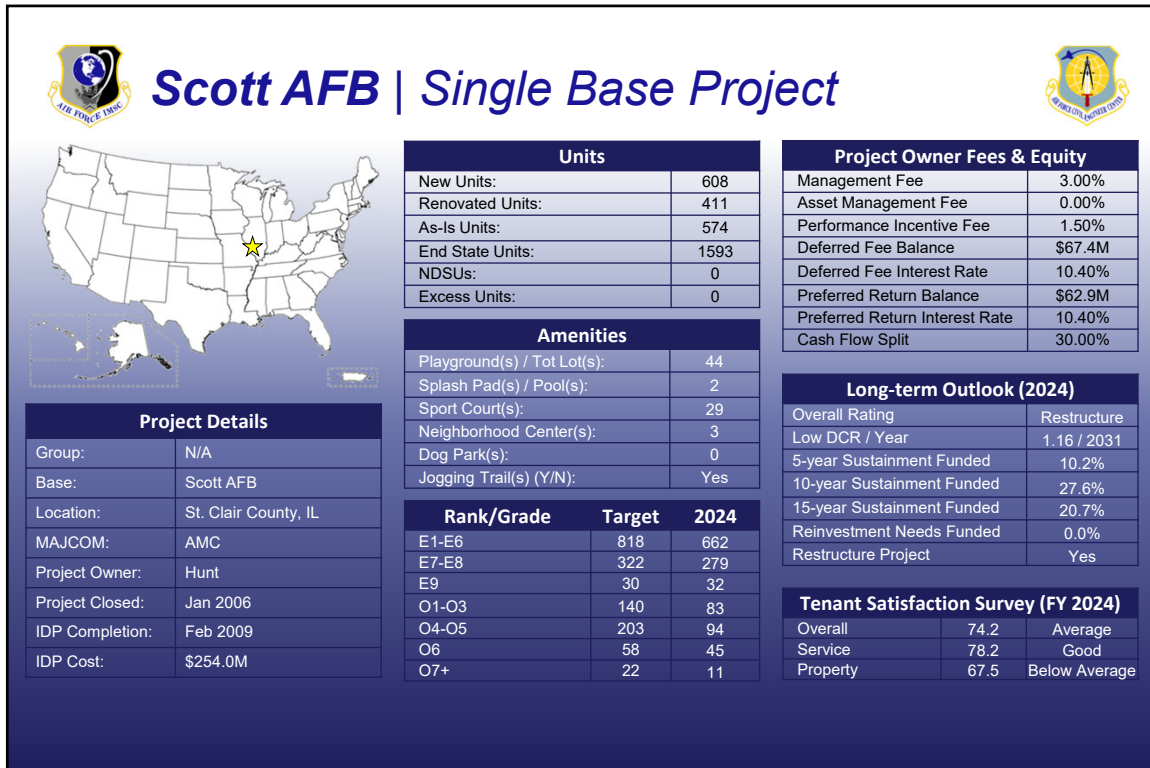 Scott AFB | Single Base Project
AIR FORCE IMSC
AIR FORCE CIVIL ENGINEER CENTER
Project Details
Group: N/A
Base: Scott AFB
Location: St. Clair County, IL
MAJCOM: AMC
Project Owner: Hunt
Project Closed: Jan 2006
IDP Completion: Feb 2009
IDP Cost: $254.0M
Units
New Units: 608
Renovated Units: 411
As-Is Units: 574
End State Units: 1593
NDSUs: 0
Excess Units: 0
Amenities
Playground(s) / Tot Lot(s): 44
Splash Pad(s) / Pool(s): 2
Sport Court(s): 29
Neighborhood Center(s): 3
Dog Park(s): 0
Jogging Trail(s) (Y/N): Yes
Rank/Grade Target 2024
E1-E6 818 662
E7-E8 322 279
E9 30 32
O1-O3 140 83
O4-O5 203 94
O6 58 45
O7+ 22 11
Project Owner Fees & Equity
Management Fee 3.00%
Asset Management Fee 0.00%
Performance Incentive Fee 1.50%
Deferred Fee Balance $67.4M
Deferred Fee Interest Rate 10.40%
Preferred Return Balance $62.9M
Preferred Return Interest Rate 10.40%
Cash Flow Split 30.00%
Long-term Outlook (2024)
Overall Rating Restructure
Low DCR / Year 1.16 / 2031
5-year Sustainment Funded 10.2%
10-year Sustainment Funded 27.6%
15-year Sustainment Funded 20.7%
Reinvestment Needs Funded 0.0%
Restructure Project Yes
Tenant Satisfaction Survey (FY 2024)
Overall 74.2 Average
Service 78.2 Good
Property 67.5 Below Average